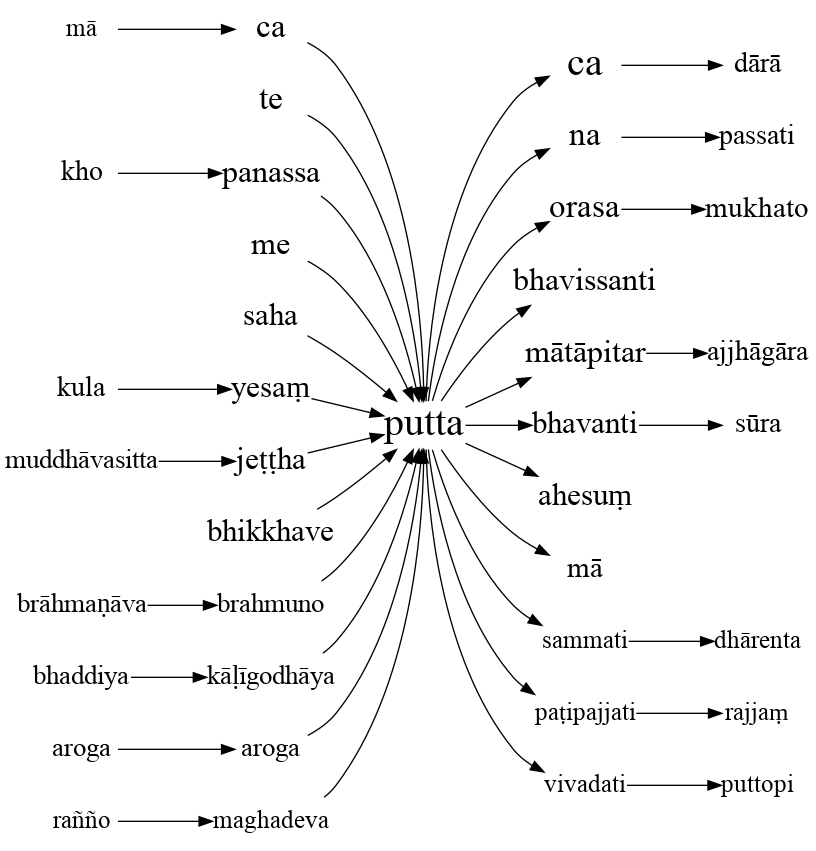 mā ca
te
kho panassa
me
saha
kula yesaṃ
muddhāvasitta jeṭṭha
bhikkhave
brāhmaṇāva brahmuno
bhaddiya kāḷīgodhāya
aroga aroga
rañño maghadeva
putta
ca dārā
na passati
orasa mukhato
bhavissanti
mātāpitar ajjhāgāra
bhavanti sūra
ahesuṃ
mā
sammati dhārenta
paṭipajjati rajjaṃ
vivadati puttopi